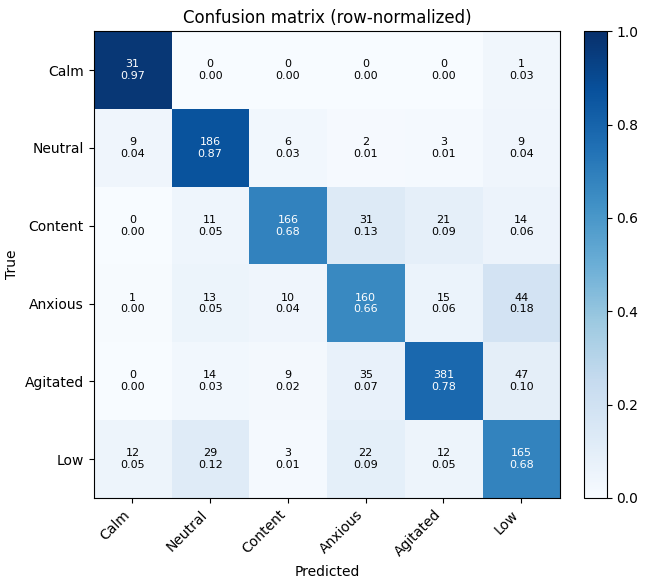 Confusion matrix (row-normalized)
Calm
31 0 0 0 0 1
0.97 0.00 0.00 0.00 0.00 0.03
Neutral
9 186 6 2 3 9
0.04 0.87 0.03 0.01 0.01 0.04
Content
0 11 166 31 21 14
0.00 0.05 0.68 0.13 0.09 0.06
Anxious
1 13 10 160 15 44
0.00 0.05 0.04 0.66 0.06 0.18
Agitated
0 14 9 35 381 47
0.00 0.03 0.02 0.07 0.78 0.10
Low
12 29 3 22 12 165
0.05 0.12 0.01 0.09 0.05 0.68
True
Calm Neutral Content Anxious Agitated Low
Predicted
1.0
0.8
0.6
0.4
0.2
0.0